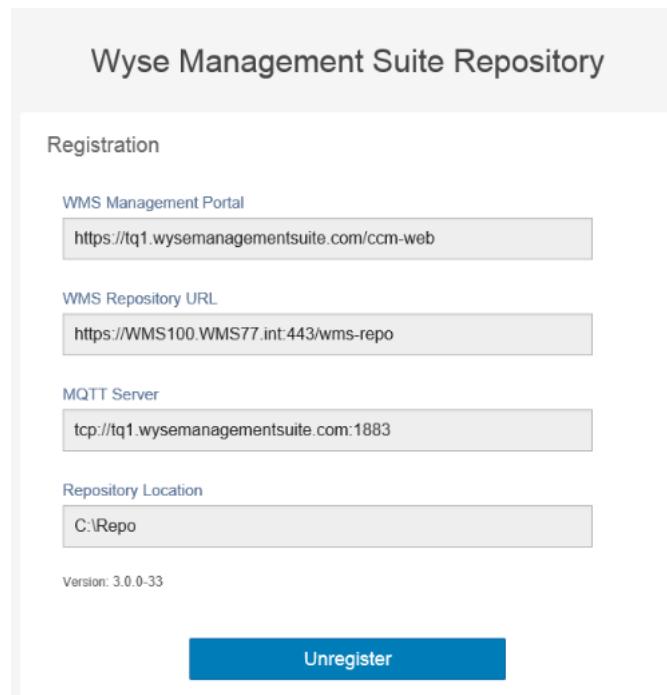 Wyse Management Suite Repository
Registration
WMS Management Portal
https://tq1.wysemanagementsuite.com/ccm-web
WMS Repository URL
https://WMS100.WMS77.int:443/wms-repo
MQTT Server
tcp://tq1.wysemanagementsuite.com:1883
Repository Location
C:\Repo
Version: 3.0.0-33
Unregister